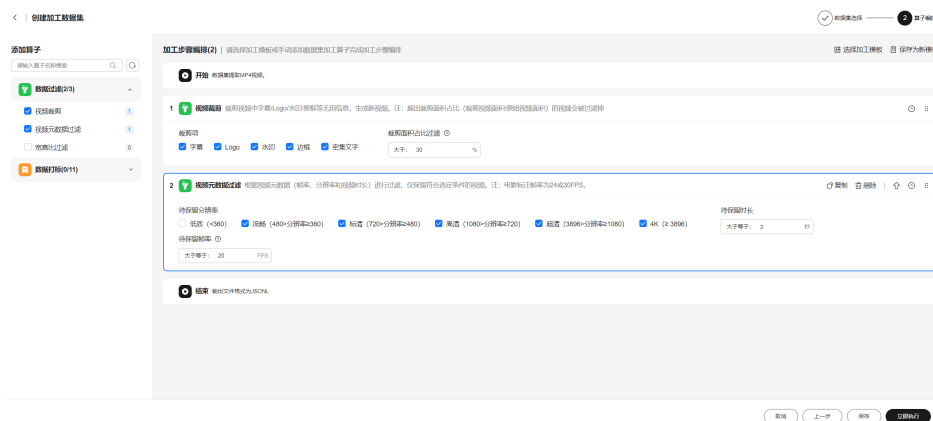 创建加工数据集
数据集选择
2 算子编排
添加算子
请输入算子名称搜索
数据过滤(2/3)
视频裁剪 1
视频元数据过滤 1
宽高比过滤 0
数据打标(0/11)
加工步骤编排(2) | 请选择加工模板或手动添加数据集加工算子完成加工步骤编排
选择加工模板 保存为新模
开始 数据集提取MP4视频。
1 视频裁剪 裁剪视频中字幕/Logo/水印/黑框等无用信息，生成新视频。注：超出裁剪面积占比（裁剪视频面积/原始视频面积）的视频会被过滤掉
裁剪项
字幕 Logo 水印 边框 密集文字
裁剪面积占比过滤
大于: 30 %
2 视频元数据过滤 根据视频元数据（帧率、分辨率和视频时长）进行过滤，仅保留符合选定条件的视频。注：电影标注帧率为24或30FPS。
复制 删除
待保留分辨率
低质（<360） 流畅（480>分辨率≥360） 标清（720>分辨率≥480） 高清（1080>分辨率≥720） 超清（3896>分辨率≥1080） 4K（≥3896）
待保留时长
大于等于: 3 秒
待保留帧率
大于等于: 20 FPS
结束 输出文件格式为JSONL
取消 上一步 保存 立即执行